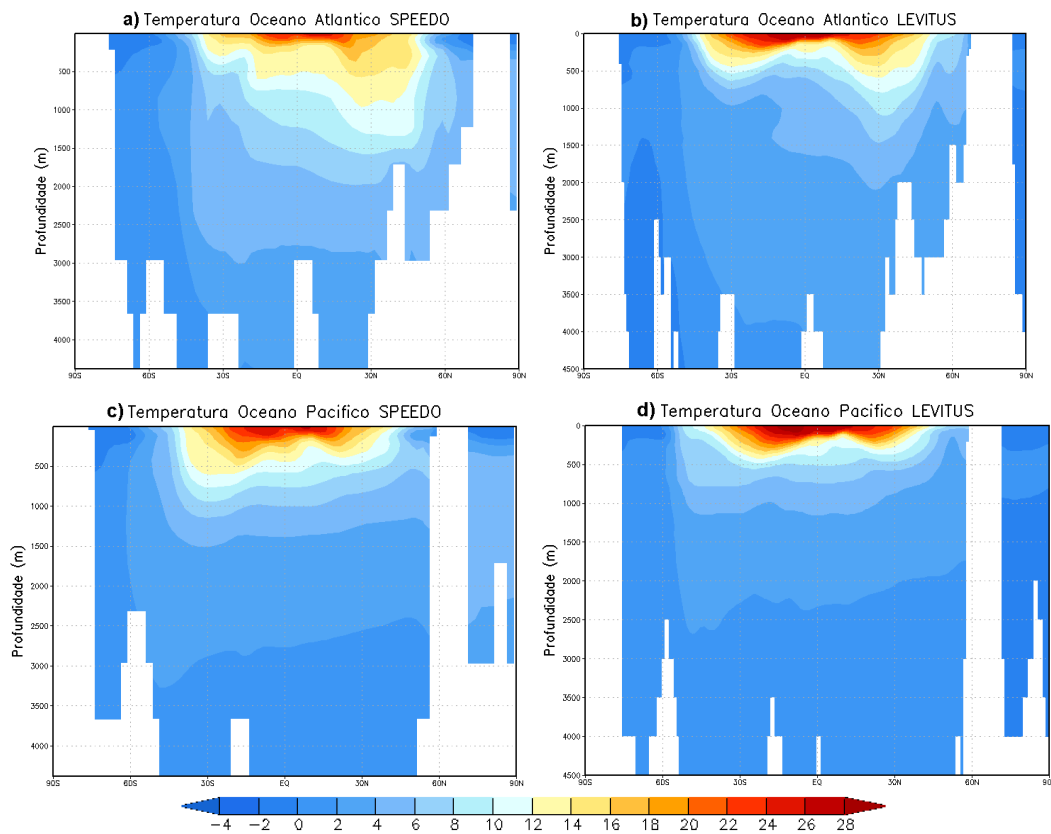 a) Temperatura Oceano Atlantico SPEEDO
Profundidade (m)
500
1000
1500
2000
2500
3000
3500
4000
90S 60S 30S EQ 30N 60N 90N
b) Temperatura Oceano Atlantico LEVITUS
Profundidade (m)
0
500
1000
1500
2000
2500
3000
3500
4000
4500
90S 60S 30S EQ 30N 60N 90N
c) Temperatura Oceano Pacifico SPEEDO
Profundidade (m)
500
1000
1500
2000
2500
3000
3500
4000
90S 60S 30S EQ 30N 60N 90N
d) Temperatura Oceano Pacifico LEVITUS
Profundidade (m)
0
500
1000
1500
2000
2500
3000
3500
4000
4500
90S 60S 30S EQ 30N 60N 90N
-4 -2 0 2 4 6 8 10 12 14 16 18 20 22 24 26 28